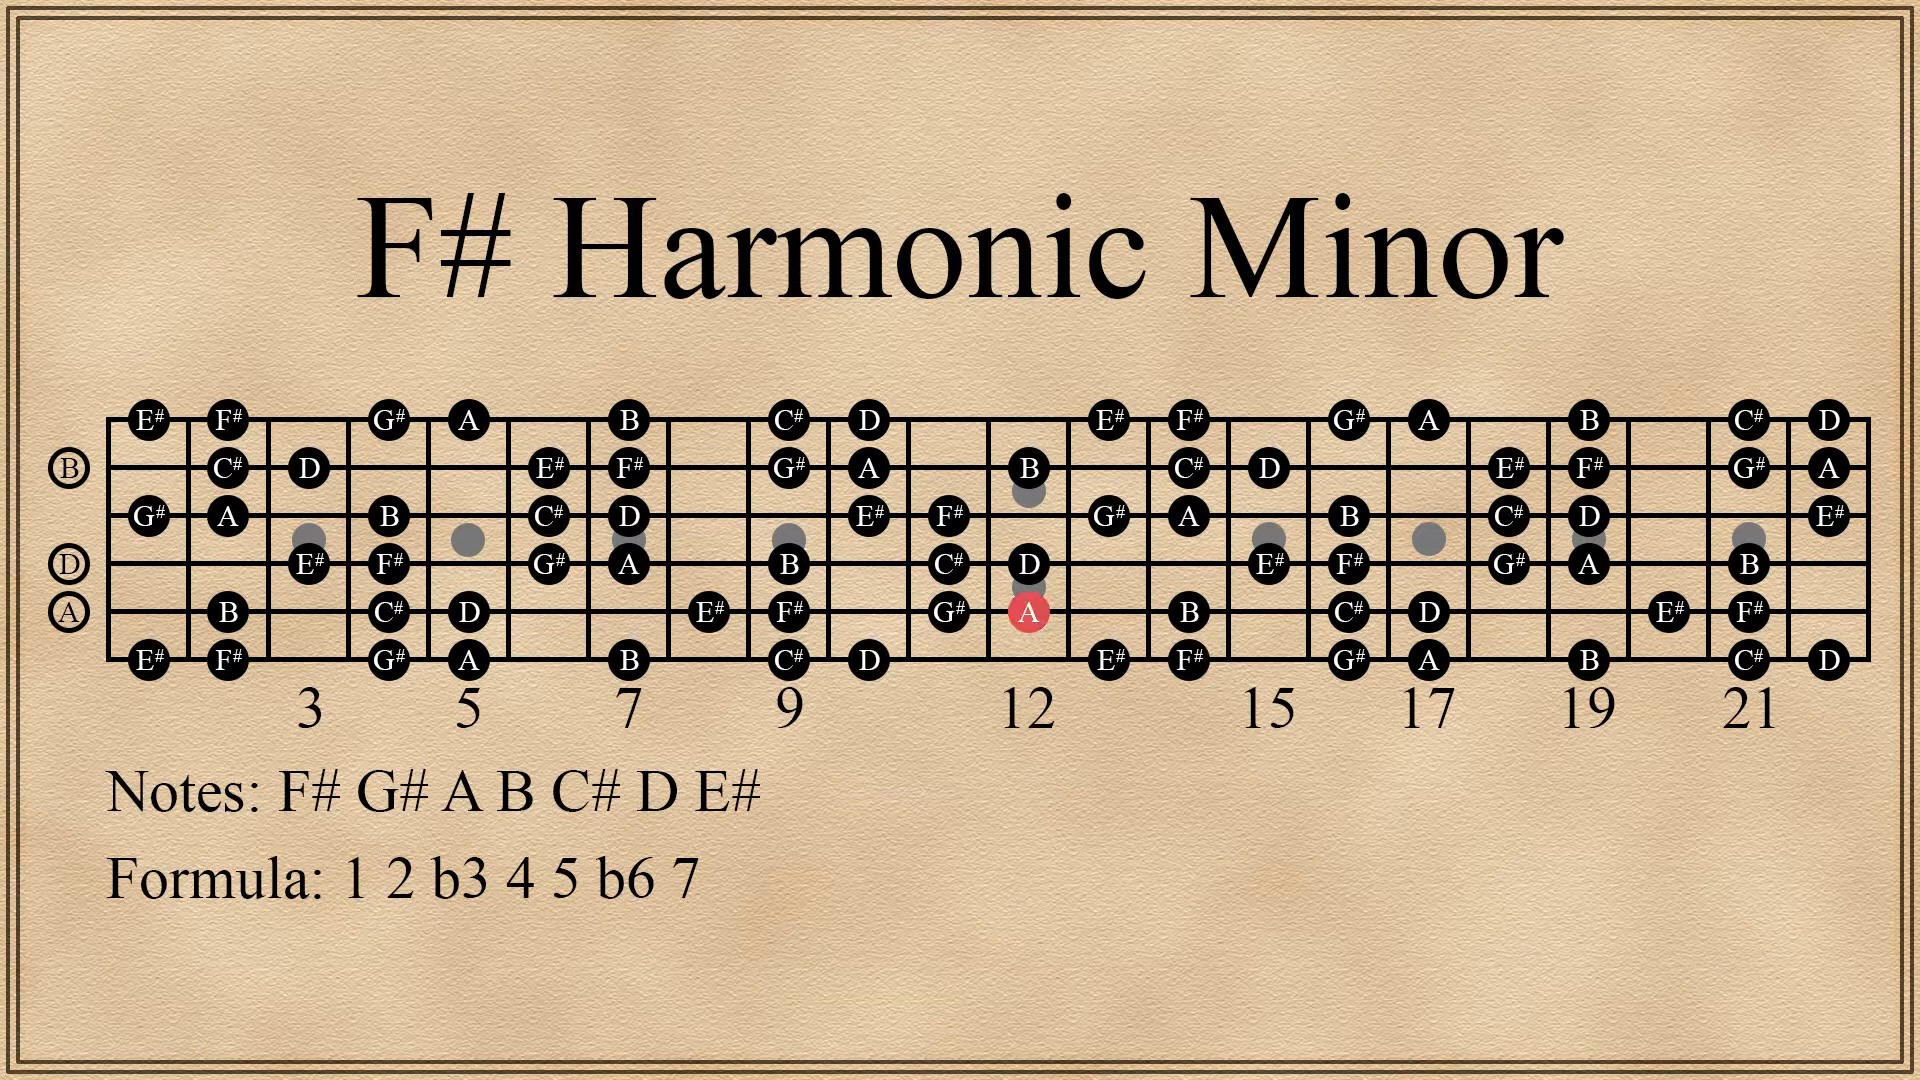 F# Harmonic Minor
E# F# G# A B C# D E# F# G# A B C# D
B C# D E# F# G# A B C# D E# F# G# A
G# A B C# D E# F# G# A B C# D E#
D E# F# G# A B C# D E# F# G# A B
A B C# D E# F# G# A B C# D E# F#
E# F# G# A B C# D E# F# G# A B C# D
3 5 7 9 12 15 17 19 21
Notes: F# G# A B C# D E#
Formula: 1 2 b3 4 5 b6 7